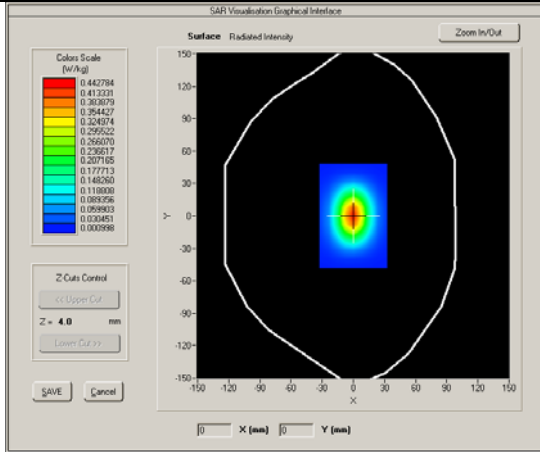 SAR Visualisation Graphical Interface
Surface Radiated Intensity
Zoom In/Out
Colors Scale
(W/kg)
0.442784
0.413331
0.383879
0.354427
0.324974
0.295522
0.266070
0.236617
0.207165
0.177713
0.148260
0.118808
0.089356
0.059903
0.030451
0.000998
Z-Cuts Control
<< Upper Cut
Z = 4.0 mm
Lower Cut >>
SAVE Cancel
150
120
90
60
30
0
-30
-60
-90
-120
-150
Y
-150 -120 -90 -60 -30 0 30 60 90 120 150
X
0 X (mm) 0 Y (mm)